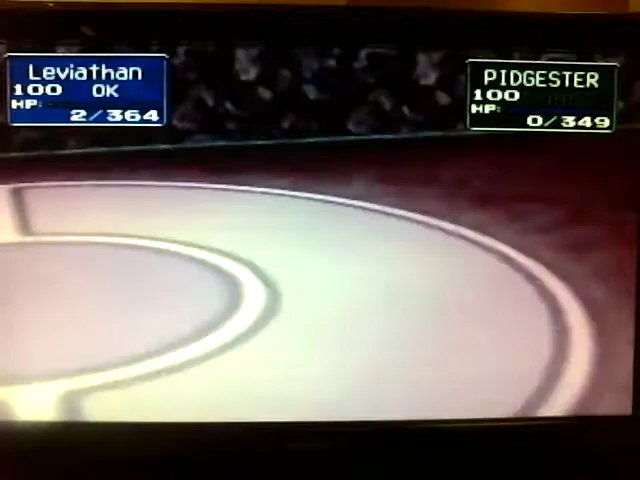 Leviathan
100 OK
HP:
2/364
PIDGESTER
100
HP:
0/349